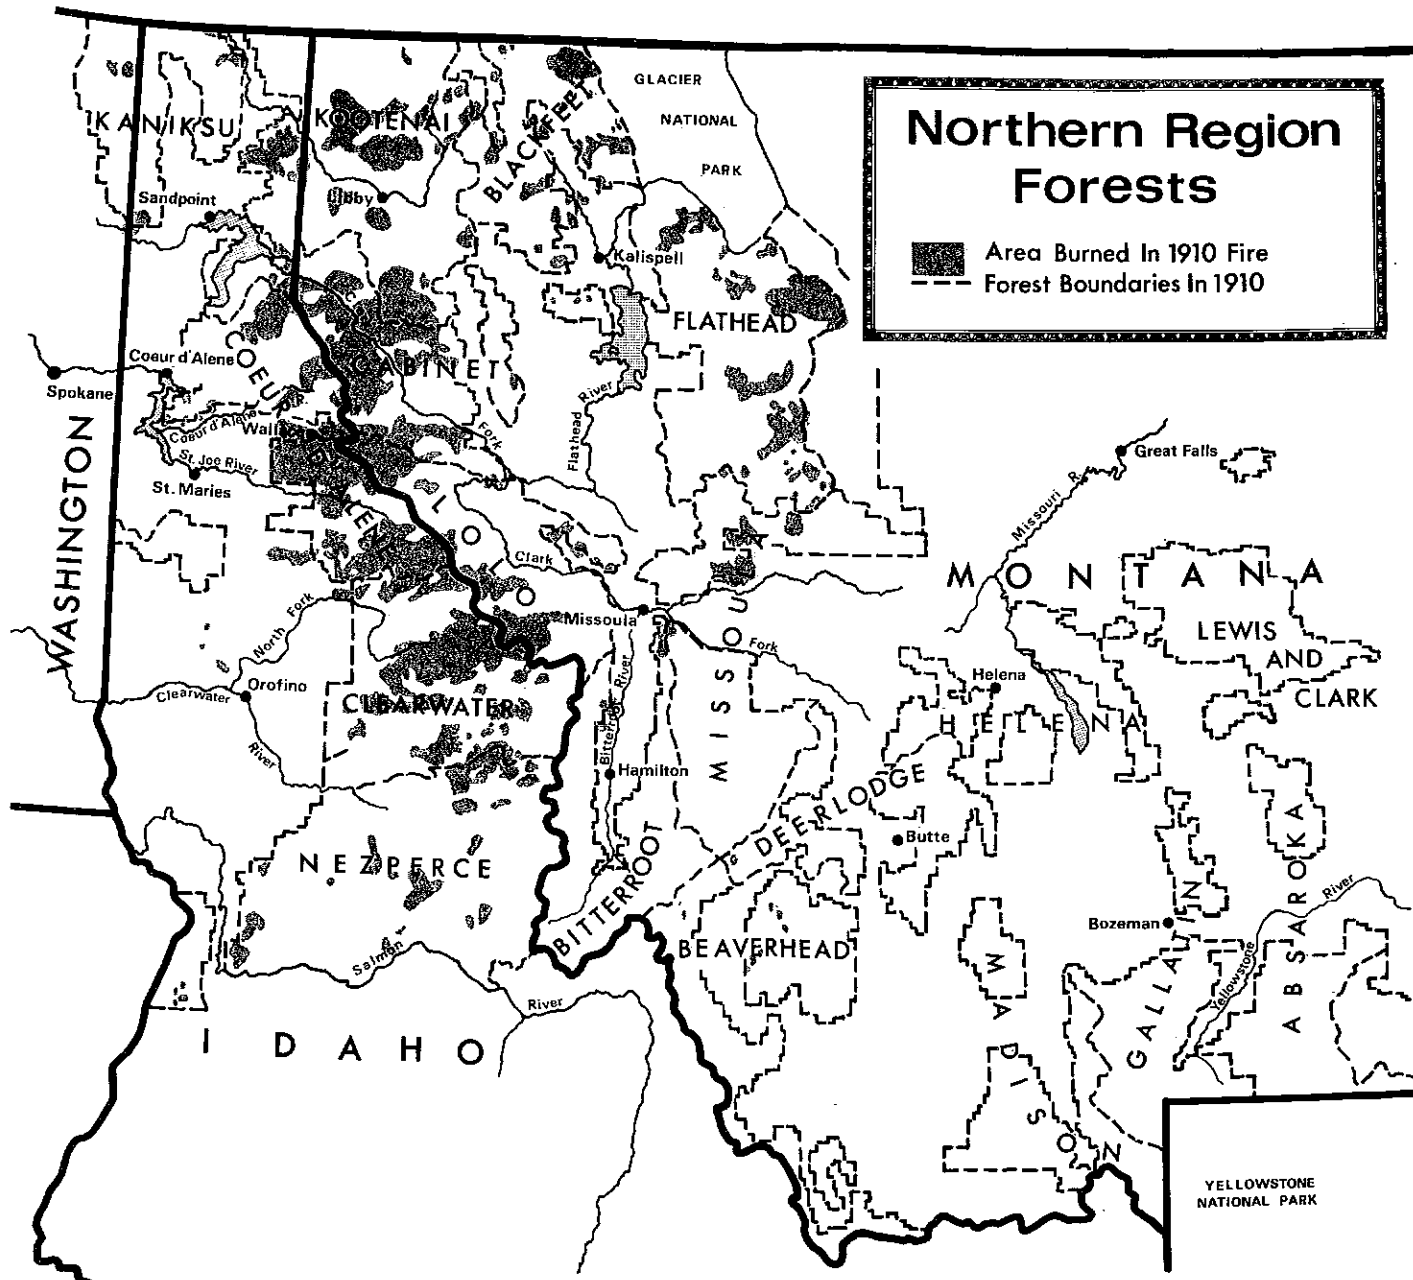 Northern Region
Forests
Area Burned In 1910 Fire
Forest Boundaries In 1910
GLACIER
NATIONAL
PARK
KANIKSU
KOOTENAI
BLACKFEET
Sandpoint
Libby
Kalispell
FLATHEAD
CABINET
COEUR D'ALENE
Coeur d'Alene
Spokane
Coeur d'Alene
Wallace
St. Joe River
St. Maries
WASHINGTON
Flathead River
Fork
LOLO
Clark
Missoula
Fork
MISSOULA
Great Falls
Missouri R.
MONTANA
LEWIS
AND
CLARK
Helena
HELENA
North Fork
Orofino
Clearwater
River
CLEARWATER
Bitterroot River
Hamilton
DEERLODGE
Butte
NEZPERCE
BITTERROOT
BEAVERHEAD
MADISON
Bozeman
GALLATIN
ABSAROKA
Yellowstone
River
Salmon
River
IDAHO
YELLOWSTONE
NATIONAL PARK